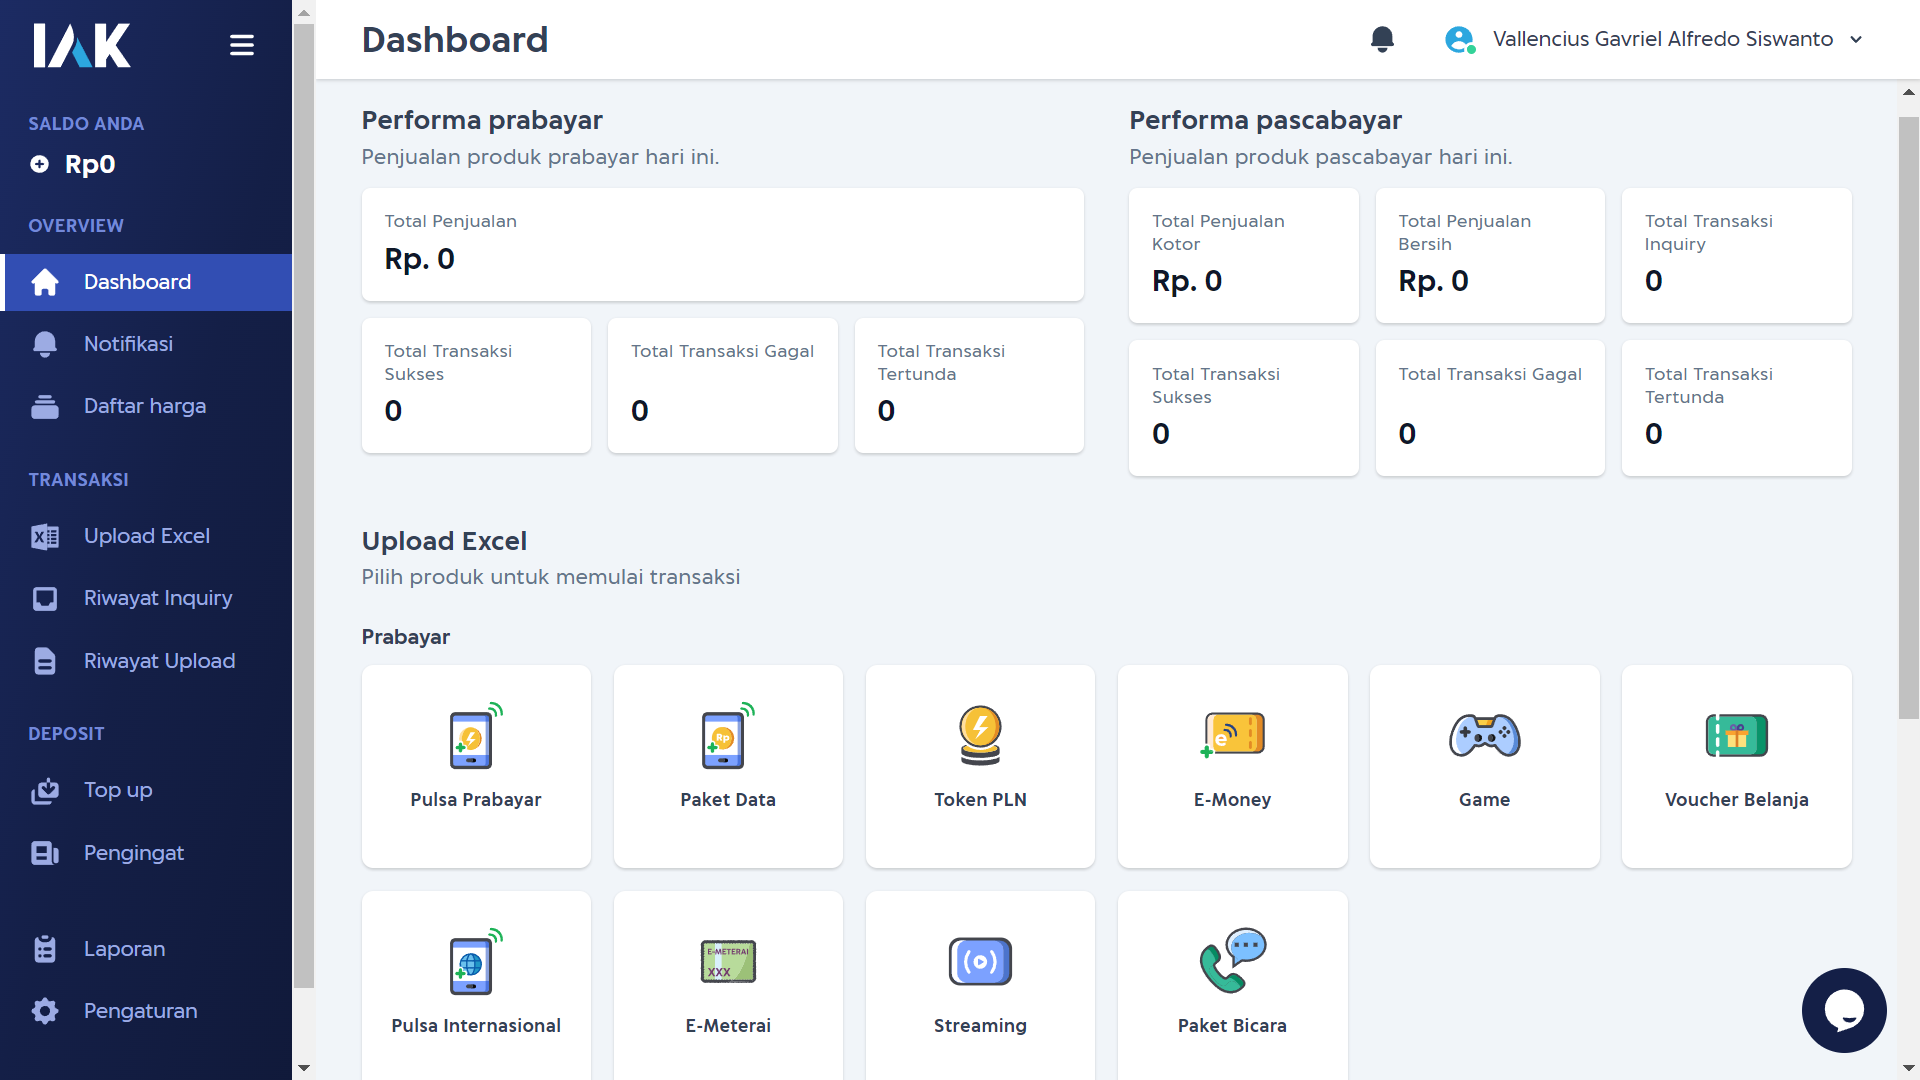 IAK
SALDO ANDA
Rp0
OVERVIEW
Dashboard
Notifikasi
Daftar harga
TRANSAKSI
Upload Excel
Riwayat Inquiry
Riwayat Upload
DEPOSIT
Top up
Pengingat
Laporan
Pengaturan
Dashboard
Vallencius Gavriel Alfredo Siswanto
Performa prabayar
Penjualan produk prabayar hari ini.
Total Penjualan
Rp. 0
Total Transaksi
Sukses
0
Total Transaksi Gagal
0
Total Transaksi
Tertunda
0
Performa pascabayar
Penjualan produk pascabayar hari ini.
Total Penjualan
Kotor
Rp. 0
Total Penjualan
Bersih
Rp. 0
Total Transaksi
Inquiry
0
Total Transaksi
Sukses
0
Total Transaksi Gagal
0
Total Transaksi
Tertunda
0
Upload Excel
Pilih produk untuk memulai transaksi
Prabayar
Pulsa Prabayar
Rp
Paket Data
Token PLN
e
E-Money
Game
Voucher Belanja
Pulsa Internasional
E-METERAI
XXX
E-Meterai
Streaming
Paket Bicara